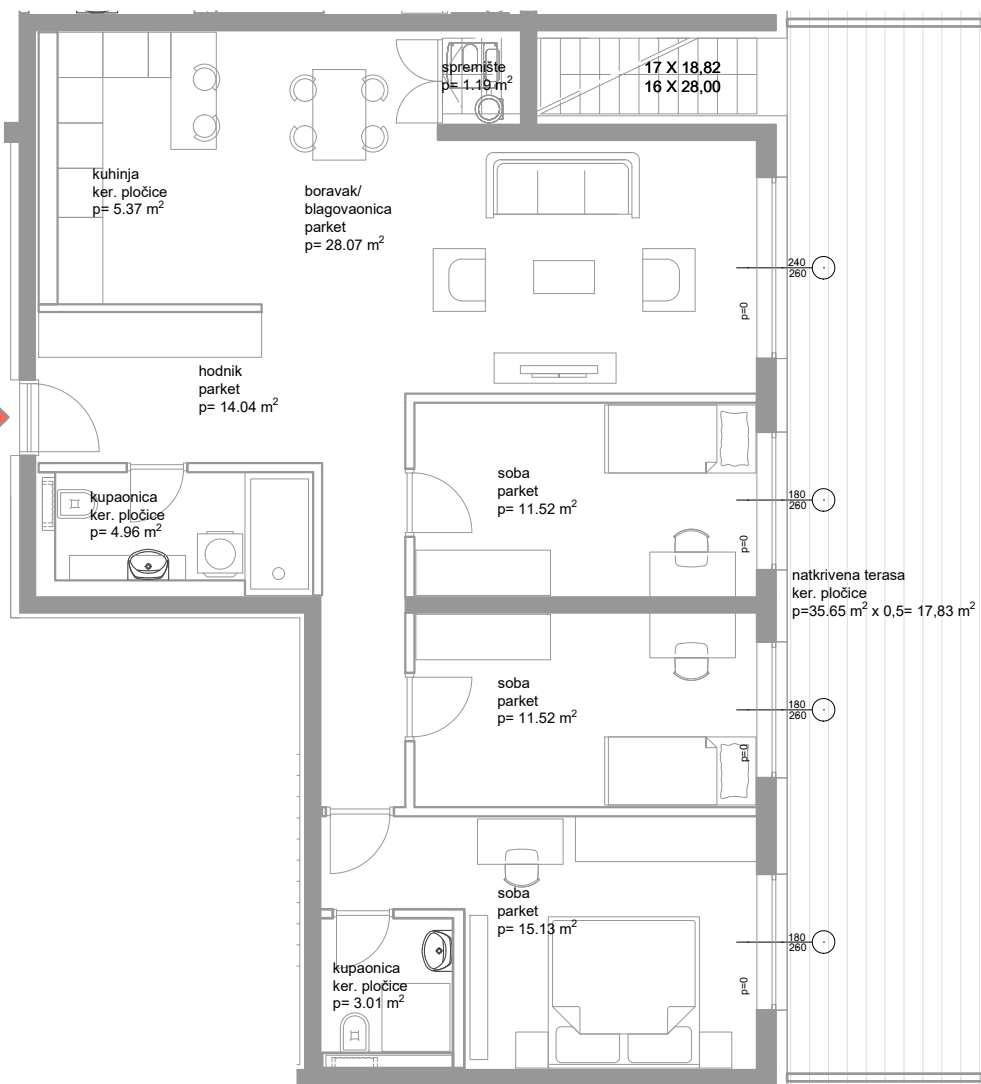 spremište
p= 1.19 m²
17 X 18,82
16 X 28,00
kuhinja
ker. pločice
p= 5.37 m²
boravak/
blagovaonica
parket
p= 28.07 m²
240
260
p=0
hodnik
parket
p= 14.04 m²
soba
parket
p= 11.52 m²
180
260
p=0
kupaonica
ker. pločice
p= 4.96 m²
natkrivena terasa
ker. pločice
p=35.65 m² x 0,5= 17,83 m²
soba
parket
p= 11.52 m²
180
260
p=0
soba
parket
p= 15.13 m²
180
260
p=0
kupaonica
ker. pločice
p= 3.01 m²